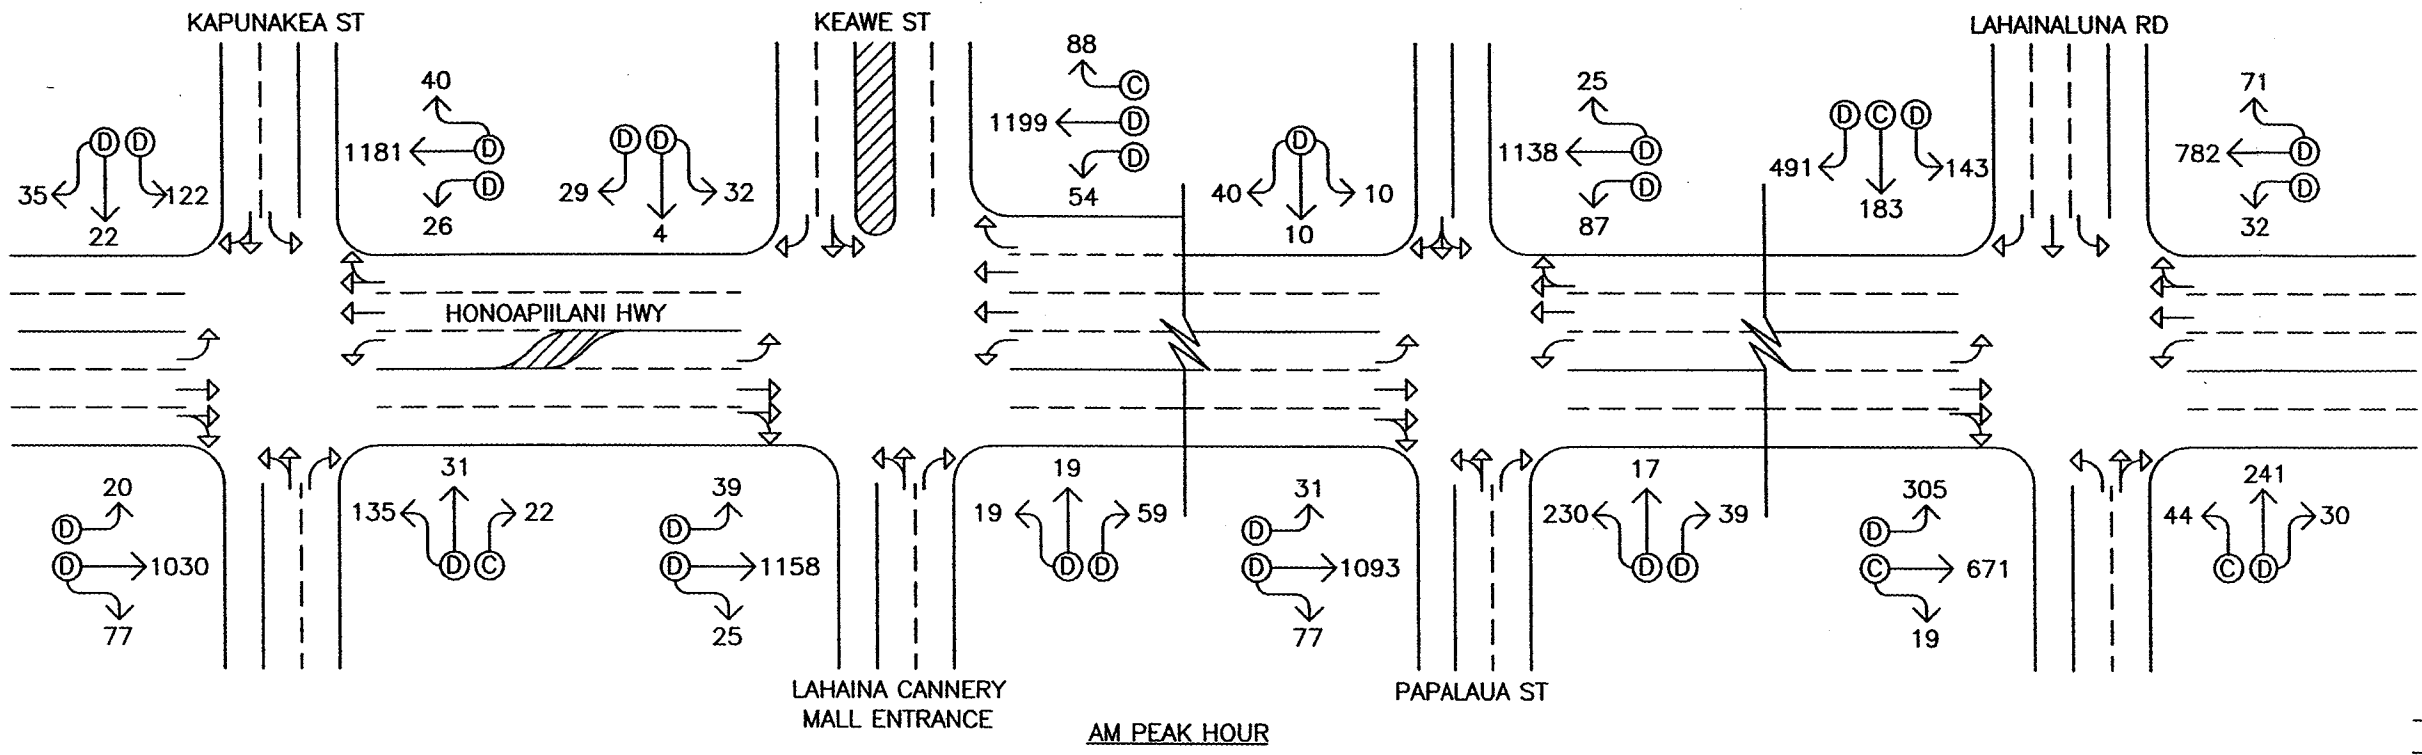 KAPUNAKEA ST
KEAWE ST
LAHAINALUNA RD
35
D D
122
22
40
1181
D
D
26
D D
29
32
4
88
C
1199
D
D
54
D
40
10
10
25
1138
D
D
87
D C D
491
143
183
71
782
D
D
32
HONOAPIILANI HWY
20
D
D
1030
77
31
135
22
D C
39
D
D
1158
25
19
19
59
D D
31
D
D
1093
77
17
230
39
D D
305
D
C
671
19
241
44
30
C D
LAHAINA CANNERY
MALL ENTRANCE
PAPALAUA ST
AM PEAK HOUR